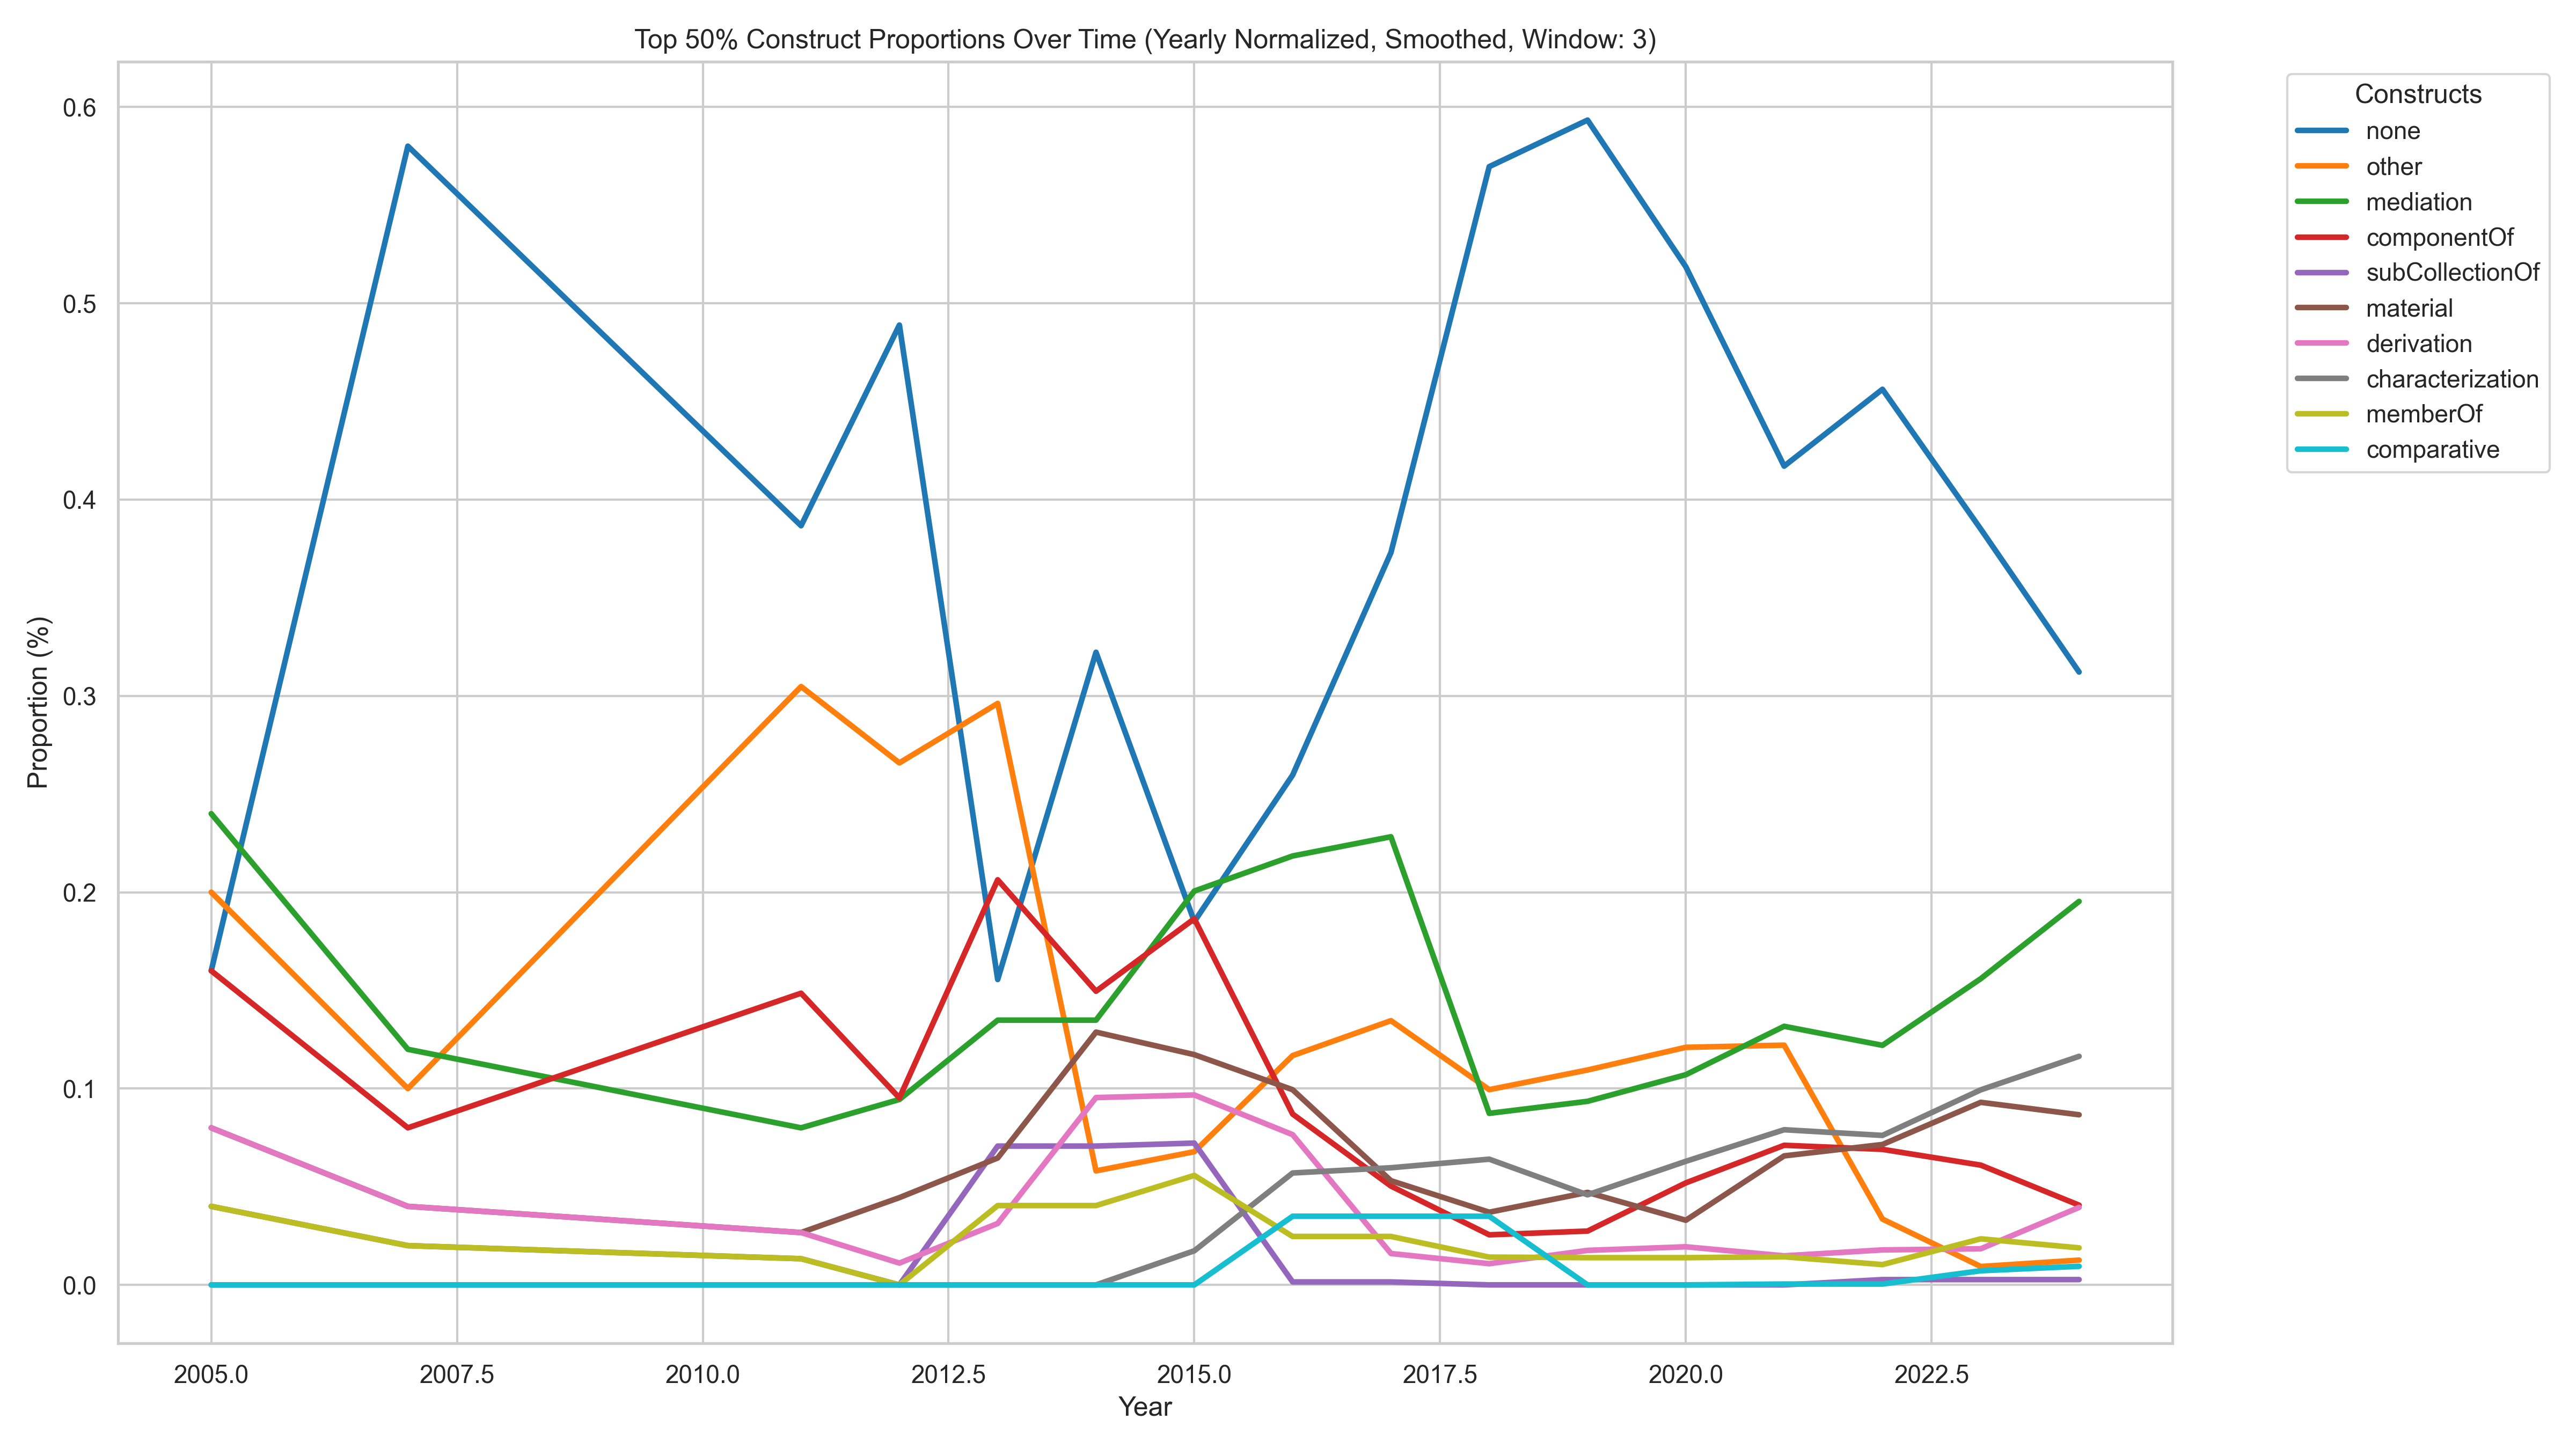 Top 50% Construct Proportions Over Time (Yearly Normalized, Smoothed, Window: 3)
Constructs
none
other
mediation
componentOf
subCollectionOf
material
derivation
characterization
memberOf
comparative
Proportion (%)
0.6
0.5
0.4
0.3
0.2
0.1
0.0
2005.0 2007.5 2010.0 2012.5 2015.0 2017.5 2020.0 2022.5
Year